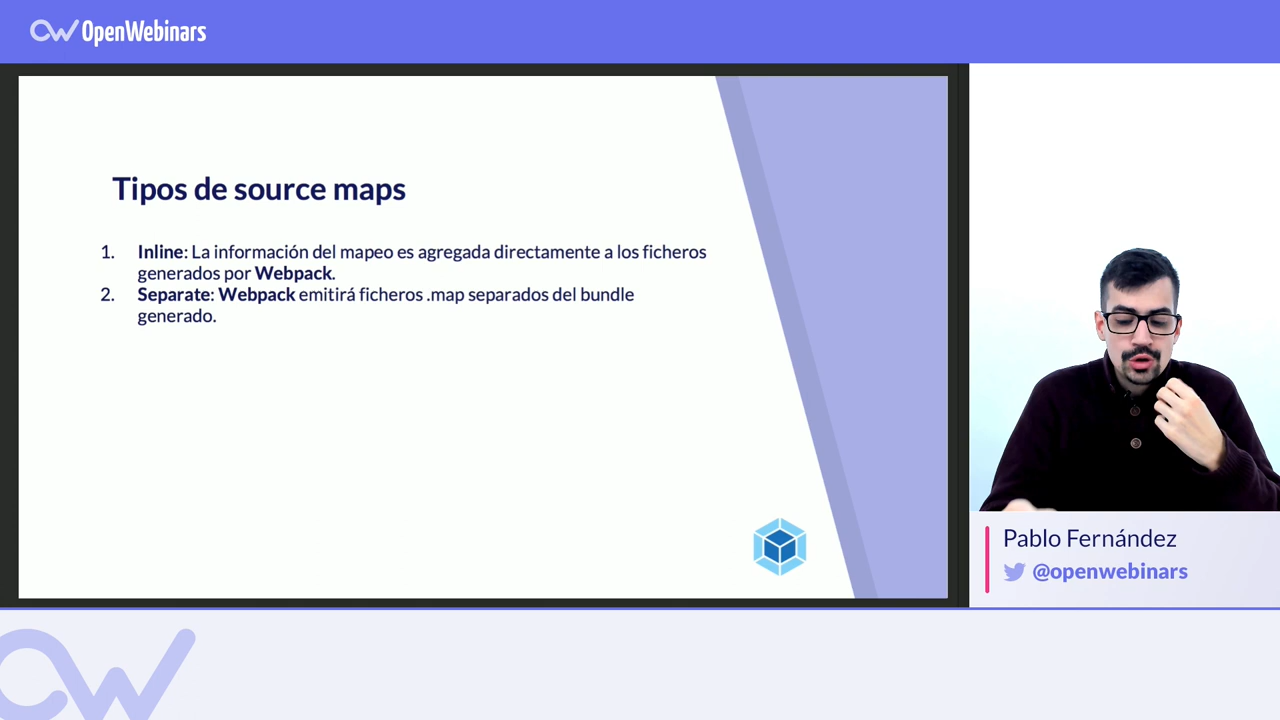 OpenWebinars
Tipos de source maps
1. Inline: La información del mapeo es agregada directamente a los ficheros
generados por Webpack.
2. Separate: Webpack emitirá ficheros .map separados del bundle
generado.
Pablo Fernández
@openwebinars